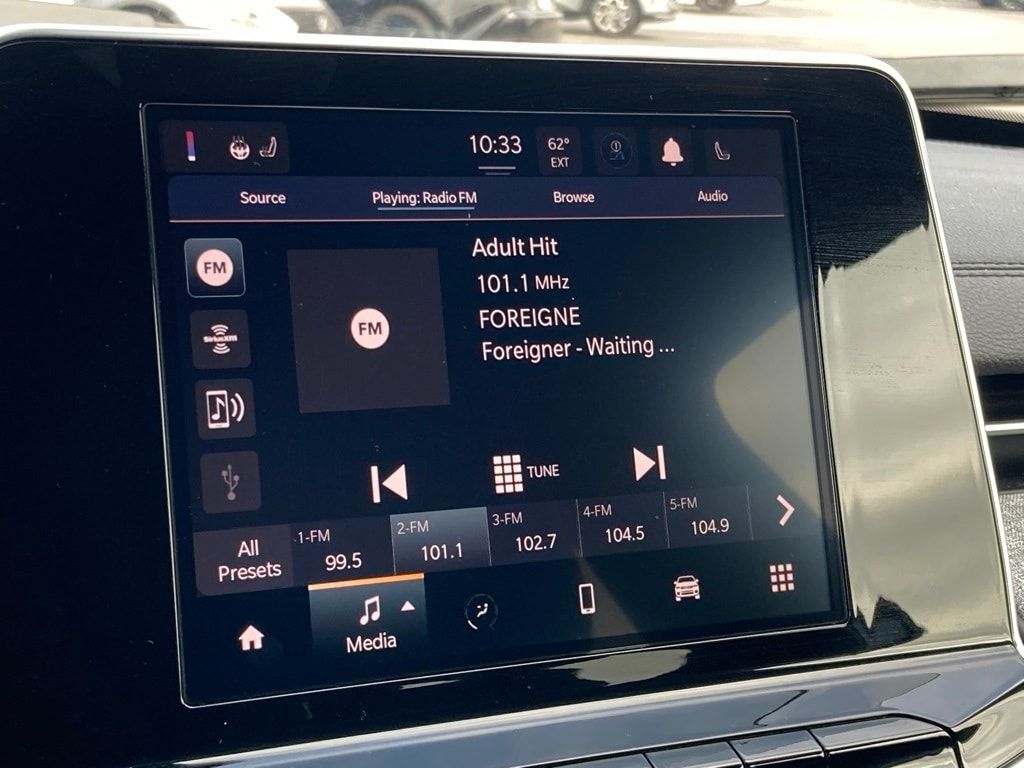 10:33
62°
EXT
Source Playing: Radio FM Browse Audio
FM
Adult Hit
101.1 MHz
FM
FOREIGNE
Foreigner - Waiting ...
SiriusXM
TUNE
All Presets
1-FM 2-FM 3-FM 4-FM 5-FM
99.5 101.1 102.7 104.5 104.9
Media